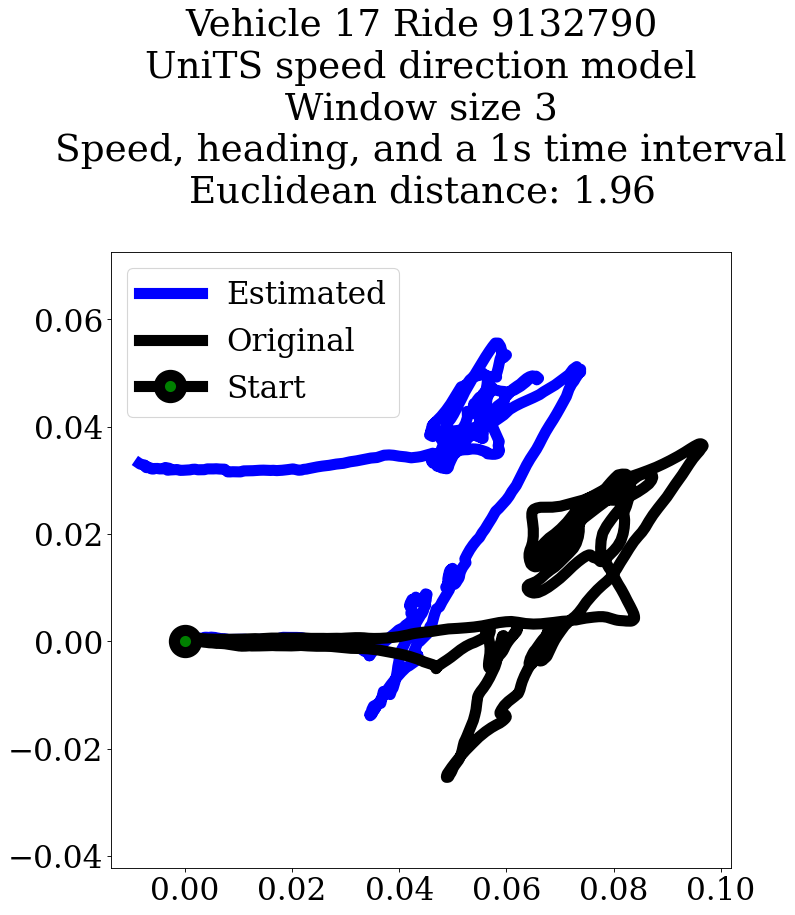 Vehicle 17 Ride 9132790
UniTS speed direction model
Window size 3
Speed, heading, and a 1s time interval
Euclidean distance: 1.96
Estimated
Original
Start
0.06
0.04
0.02
0.00
−0.02
−0.04
0.00 0.02 0.04 0.06 0.08 0.10